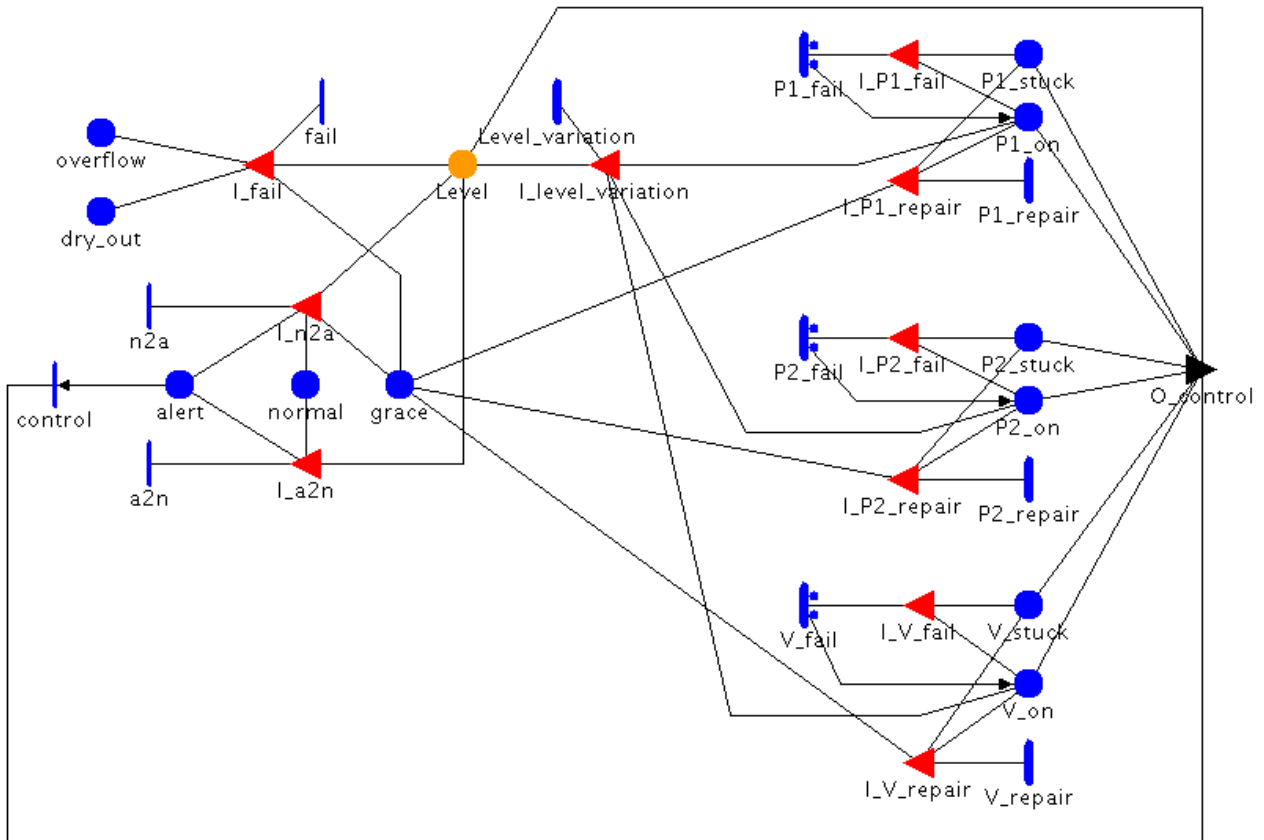 P1_fail
I_P1_fail
P1_stuck
fail
Level_variation
P1_on
overflow
I_fail
Level
I_level_variation
I_P1_repair
P1_repair
dry_out
n2a
I_n2a
P2_fail
I_P2_fail
P2_stuck
O_control
control
alert
normal
grace
P2_on
a2n
I_a2n
I_P2_repair
P2_repair
V_fail
I_V_fail
V_stuck
V_on
I_V_repair
V_repair